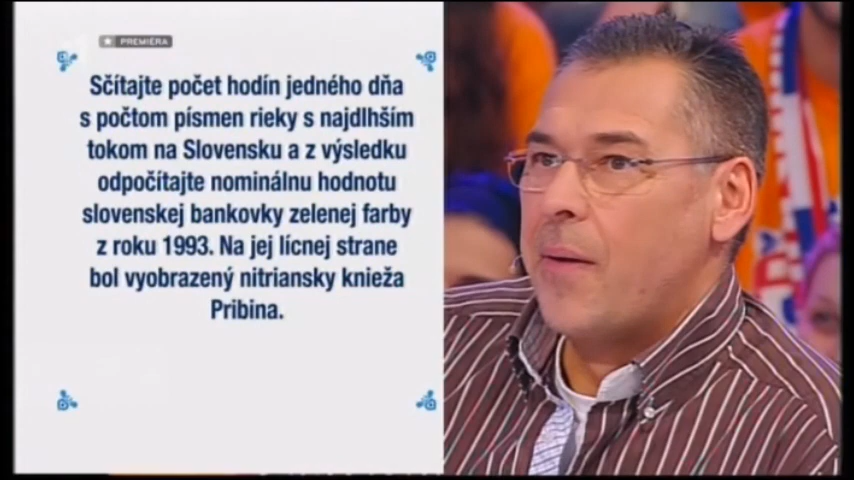 PREMIÉRA
Sčítajte počet hodín jedného dňa
s počtom písmen rieky s najdlhším
tokom na Slovensku a z výsledku
odpočítajte nominálnu hodnotu
slovenskej bankovky zelenej farby
z roku 1993. Na jej lícnej strane
bol vyobrazený nitriansky knieža
Pribina.